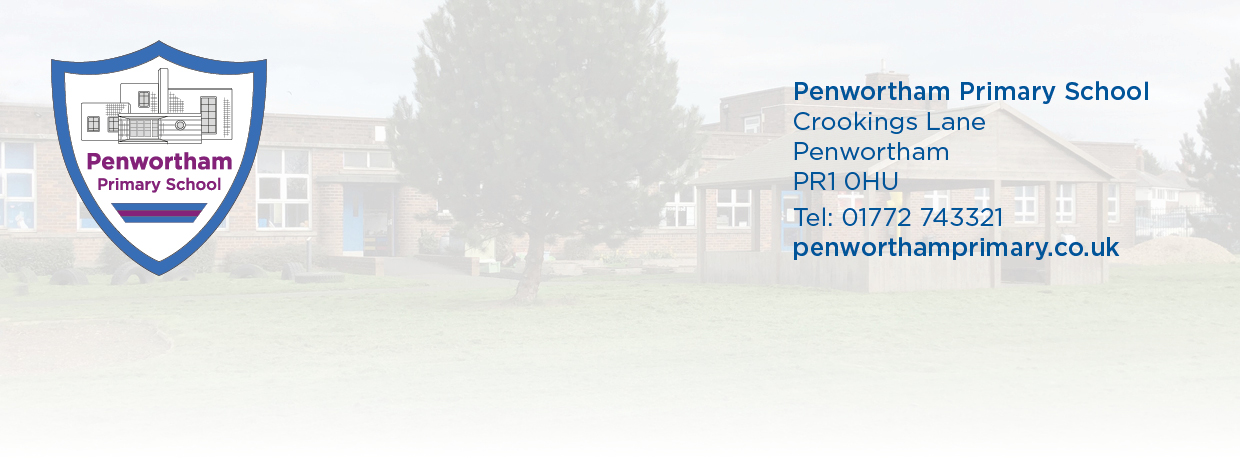 Penwortham
Primary School
Penwortham Primary School
Crookings Lane
Penwortham
PR1 0HU
Tel: 01772 743321
penworthamprimary.co.uk